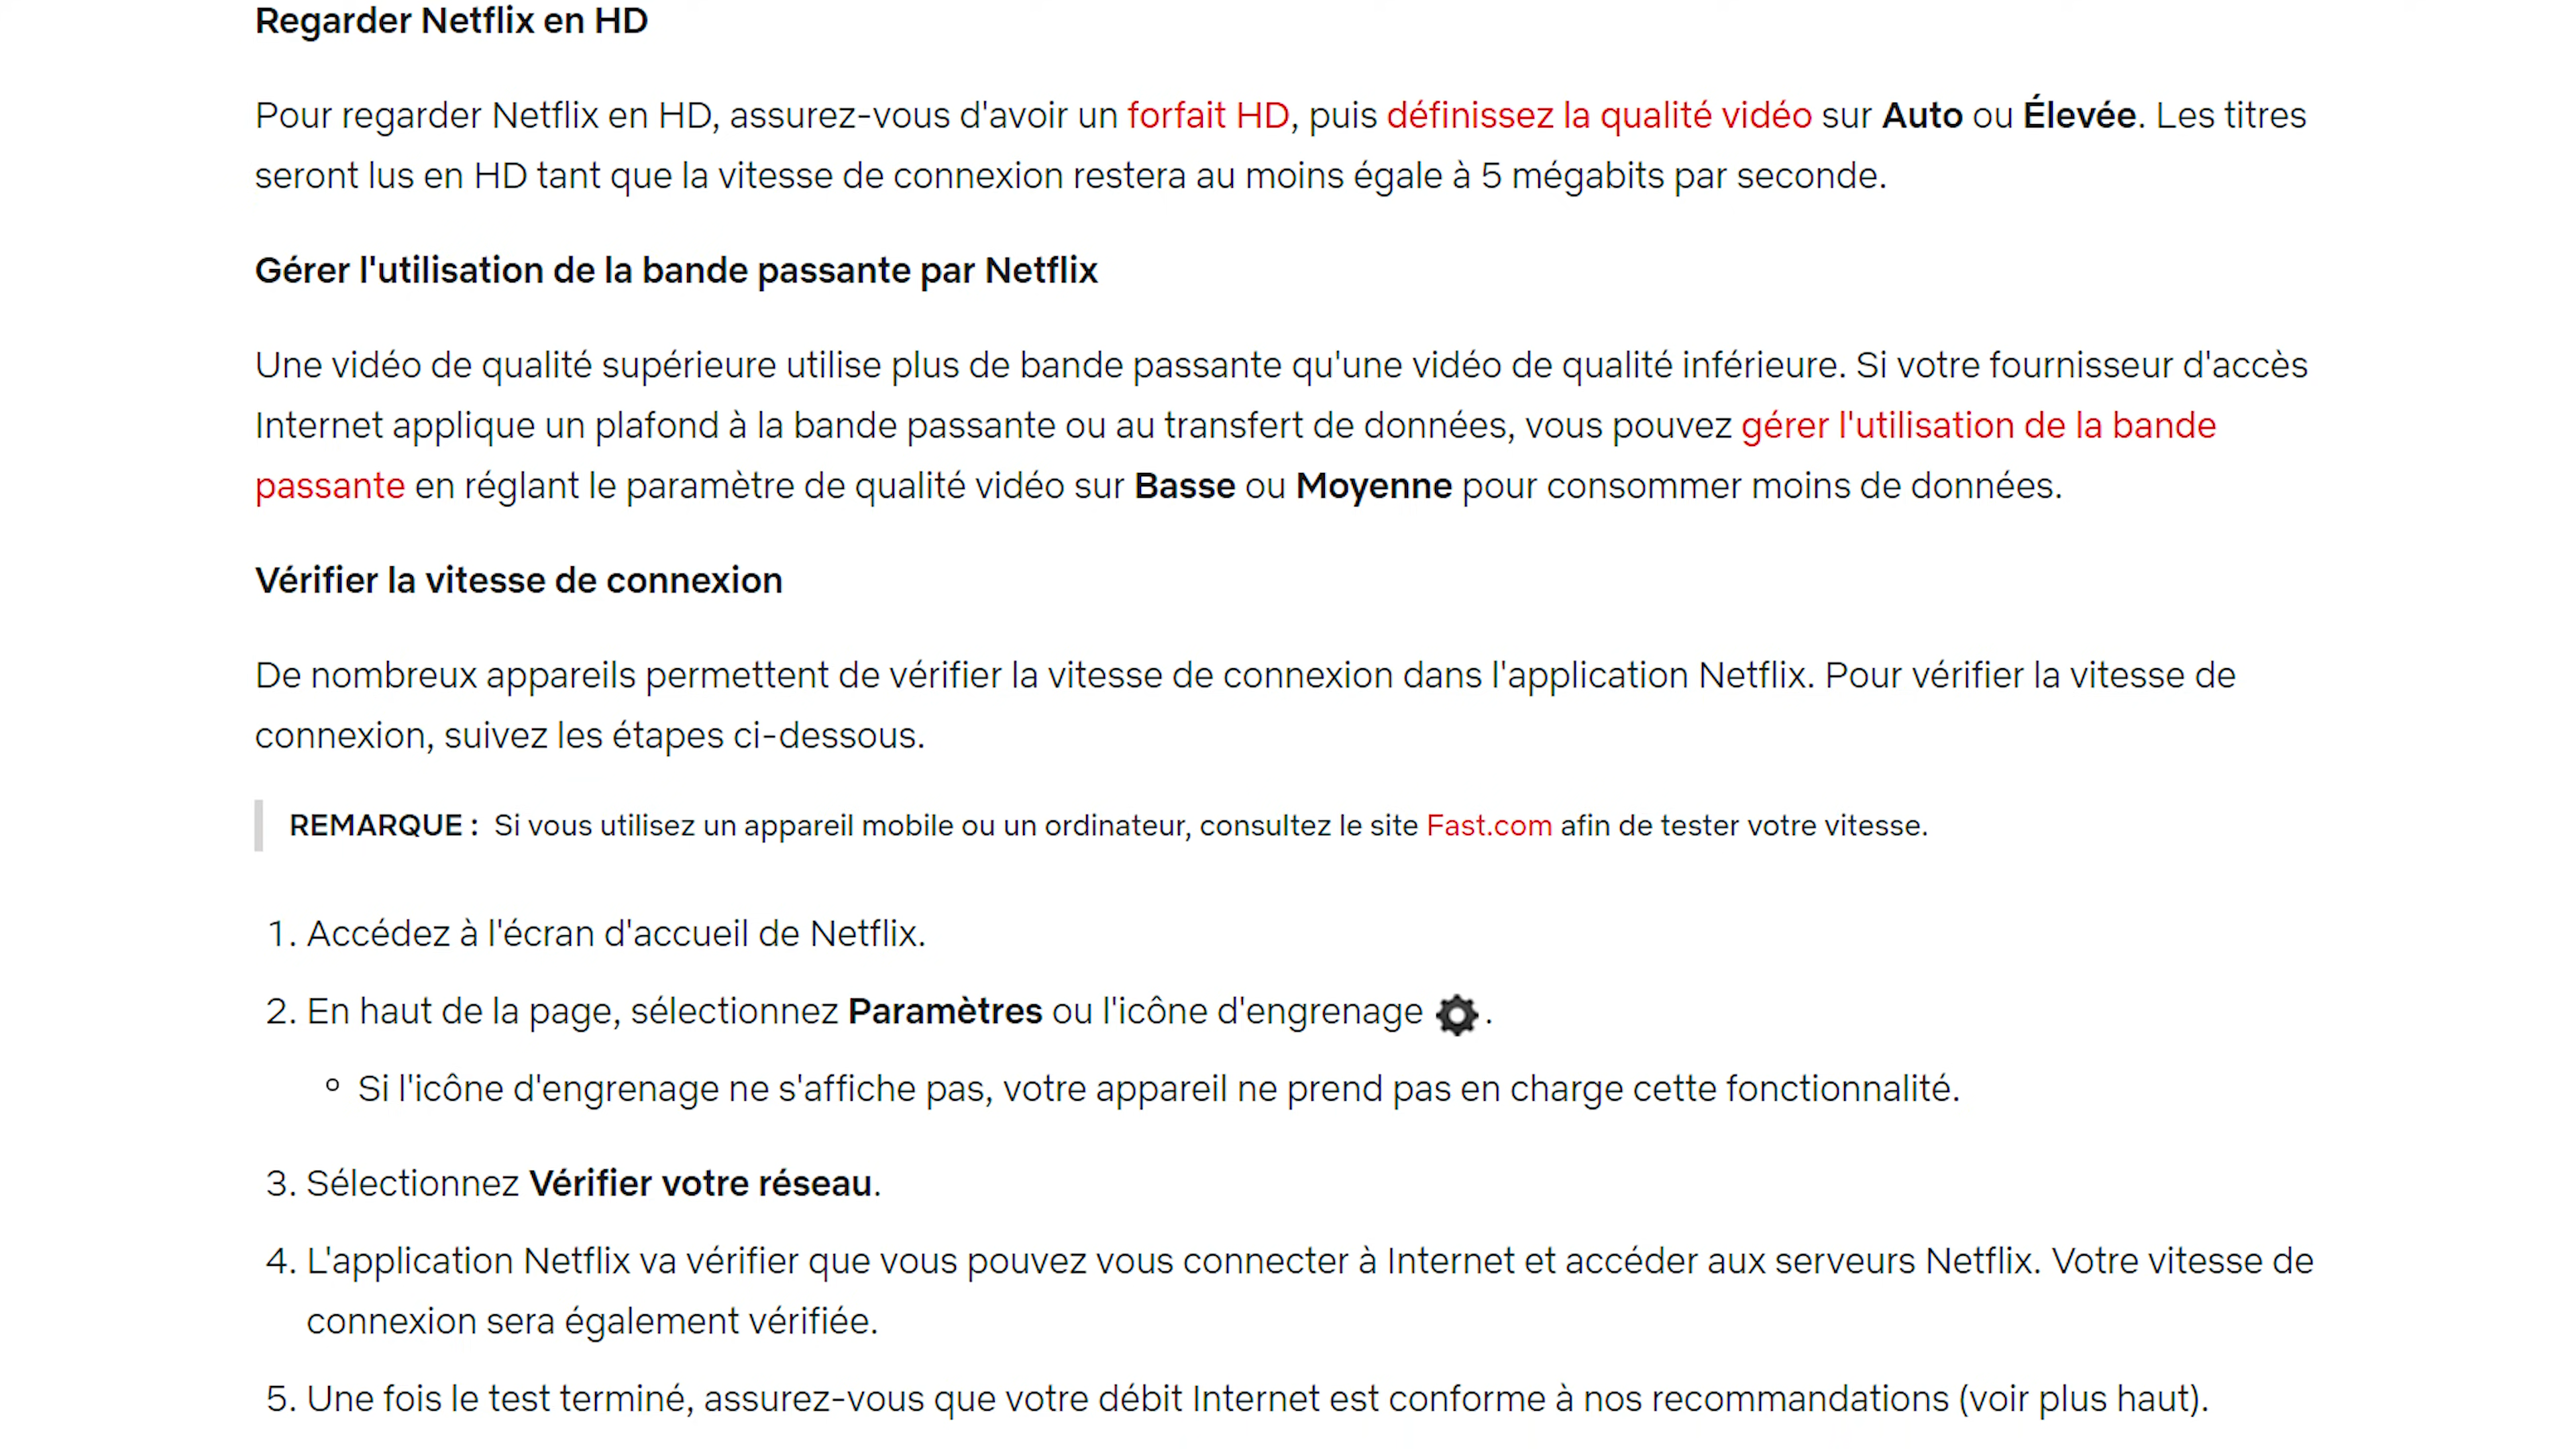 Regarder Netflix en HD
Pour regarder Netflix en HD, assurez-vous d'avoir un forfait HD, puis définissez la qualité vidéo sur Auto ou Élevée. Les titres
seront lus en HD tant que la vitesse de connexion restera au moins égale à 5 mégabits par seconde.
Gérer l'utilisation de la bande passante par Netflix
Une vidéo de qualité supérieure utilise plus de bande passante qu'une vidéo de qualité inférieure. Si votre fournisseur d'accès
Internet applique un plafond à la bande passante ou au transfert de données, vous pouvez gérer l'utilisation de la bande
passante en réglant le paramètre de qualité vidéo sur Basse ou Moyenne pour consommer moins de données.
Vérifier la vitesse de connexion
De nombreux appareils permettent de vérifier la vitesse de connexion dans l'application Netflix. Pour vérifier la vitesse de
connexion, suivez les étapes ci-dessous.
REMARQUE : Si vous utilisez un appareil mobile ou un ordinateur, consultez le site Fast.com afin de tester votre vitesse.
1. Accédez à l'écran d'accueil de Netflix.
2. En haut de la page, sélectionnez Paramètres ou l'icône d'engrenage .
Si l'icône d'engrenage ne s'affiche pas, votre appareil ne prend pas en charge cette fonctionnalité.
3. Sélectionnez Vérifier votre réseau.
4. L'application Netflix va vérifier que vous pouvez vous connecter à Internet et accéder aux serveurs Netflix. Votre vitesse de
connexion sera également vérifiée.
5. Une fois le test terminé, assurez-vous que votre débit Internet est conforme à nos recommandations (voir plus haut).